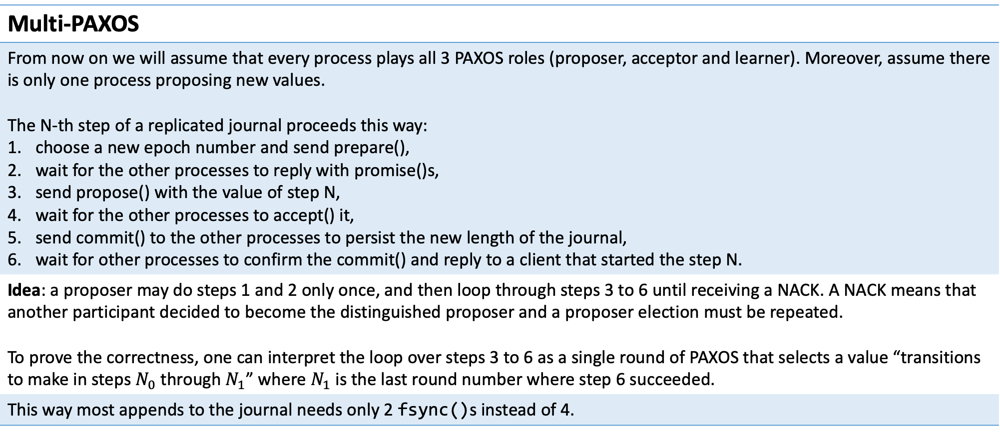 Multi-PAXOS
From now on we will assume that every process plays all 3 PAXOS roles (proposer, acceptor and learner). Moreover, assume there
is only one process proposing new values.
The N-th step of a replicated journal proceeds this way:
1. choose a new epoch number and send prepare(),
2. wait for the other processes to reply with promise()s,
3. send propose() with the value of step N,
4. wait for the other processes to accept() it,
5. send commit() to the other processes to persist the new length of the journal,
6. wait for other processes to confirm the commit() and reply to a client that started the step N.
Idea: a proposer may do steps 1 and 2 only once, and then loop through steps 3 to 6 until receiving a NACK. A NACK means that
another participant decided to become the distinguished proposer and a proposer election must be repeated.
To prove the correctness, one can interpret the loop over steps 3 to 6 as a single round of PAXOS that selects a value “transitions
to make in steps N₀ through N₁” where N₁ is the last round number where step 6 succeeded.
This way most appends to the journal needs only 2 fsync()s instead of 4.